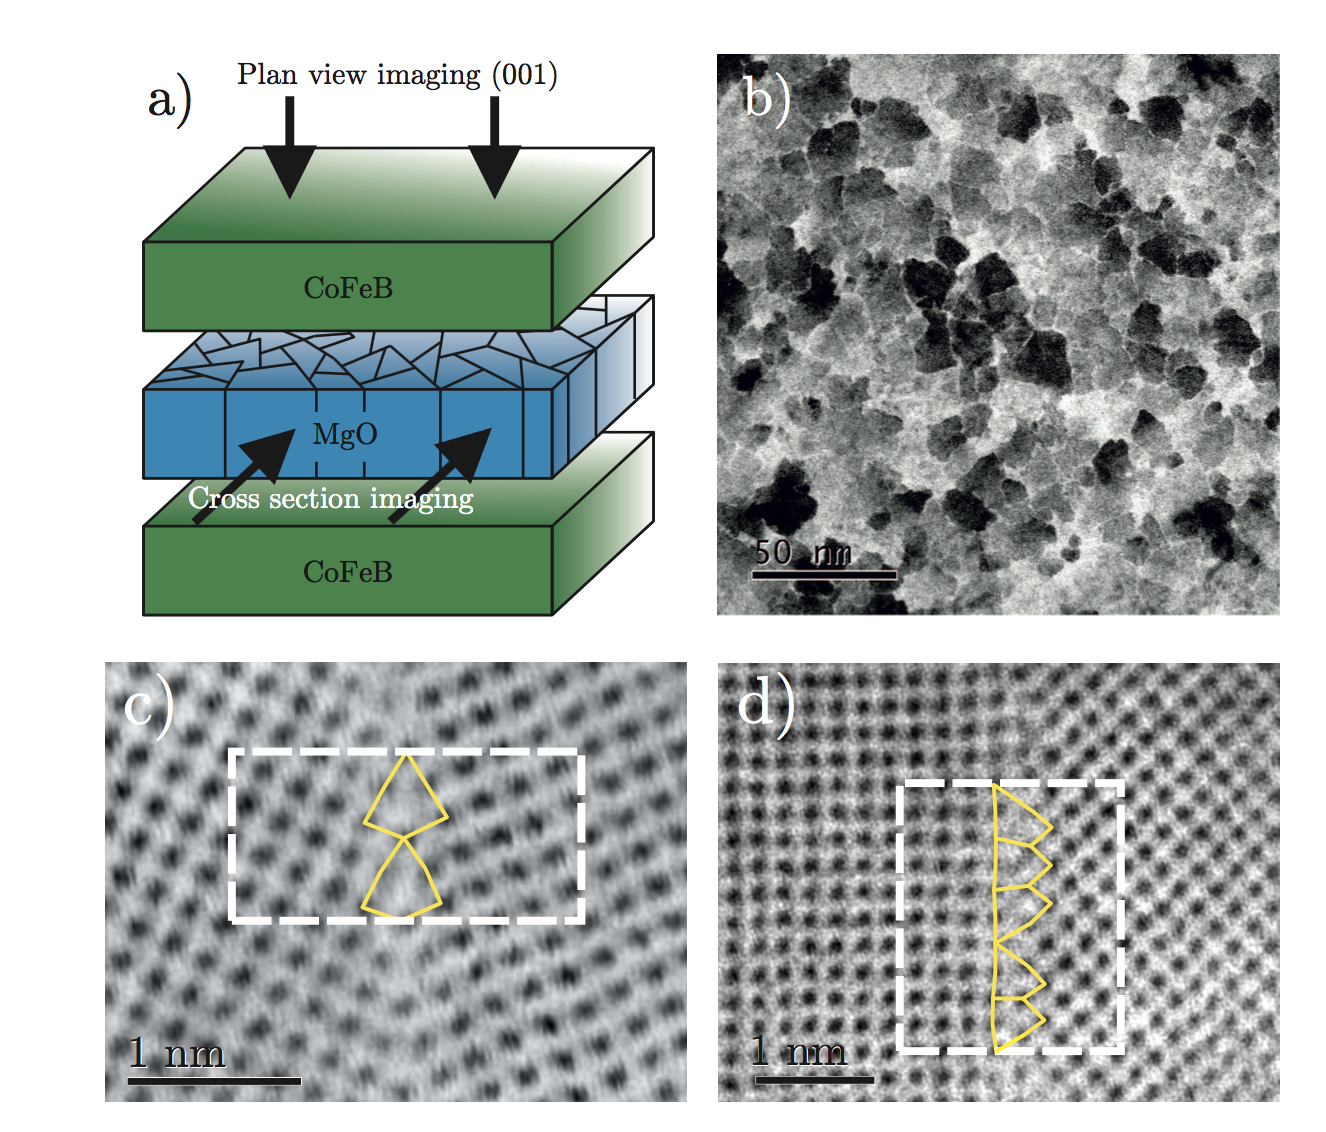 a)
Plan view imaging (001)
CoFeB
MgO
Cross section imaging
CoFeB
b)
50 nm
c)
1 nm
d)
1 nm